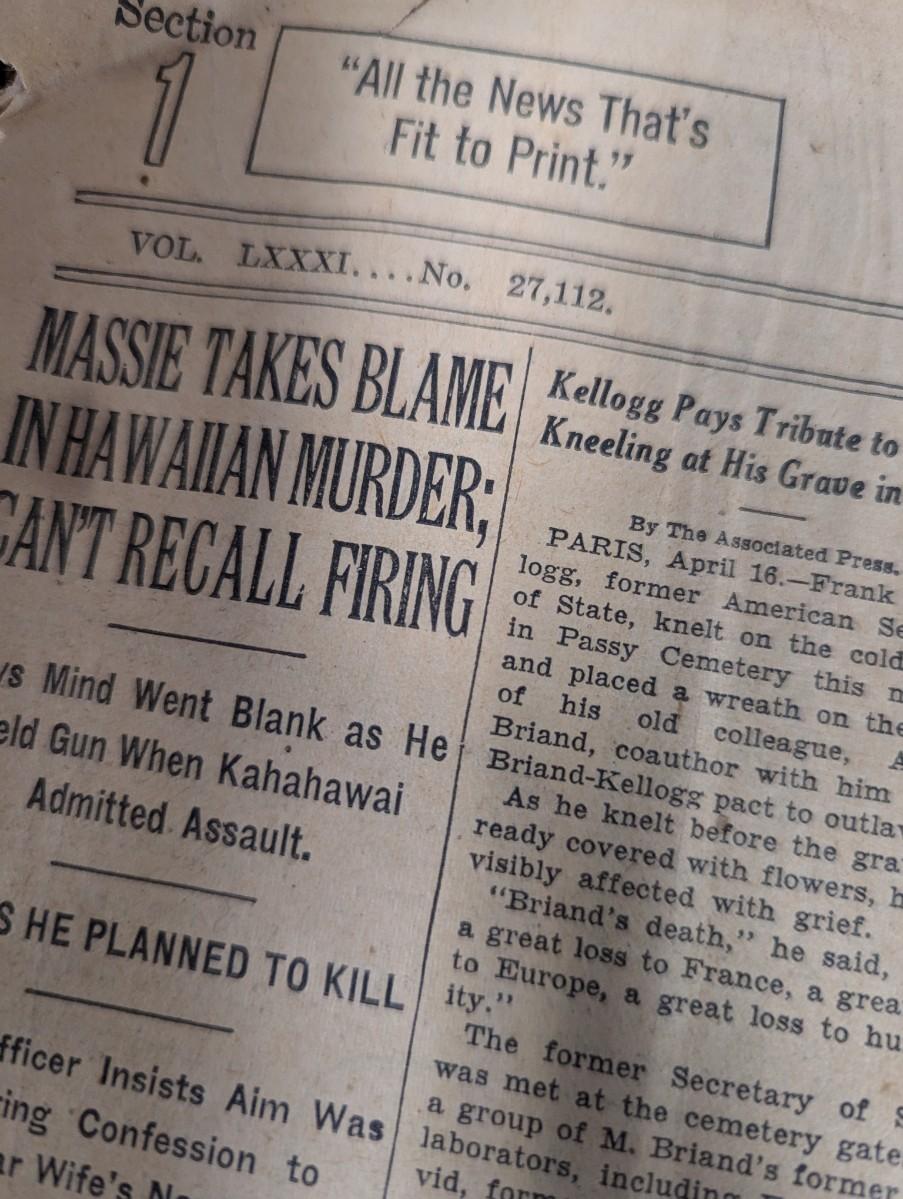 Section
1
"All the News That's
Fit to Print."
VOL. LXXXI....No. 27,112.
MASSIE TAKES BLAME
IN HAWAIIAN MURDER;
CAN'T RECALL FIRING
Mind Went Blank as He
Gun When Kahahawai
Admitted Assault.
HE PLANNED TO KILL
Insists Aim Was
Confession to
Wife's
Kellogg Pays Tribute to
Kneeling at His Grave in
By The Associated Press.
PARIS, April 16.—Frank
logg, former American
of State, knelt on the cold
in Passy Cemetery this
and placed a wreath on the
of his old colleague,
Briand, coauthor with him
Briand-Kellogg pact to
As he knelt before the
ready covered with flowers,
visibly affected with grief.
"Briand's death," he said,
a great loss to France, a
to Europe, a great loss to
ity."
The former Secretary of
was met at the cemetery
a group of M. Briand's former
laborators, including
vid,